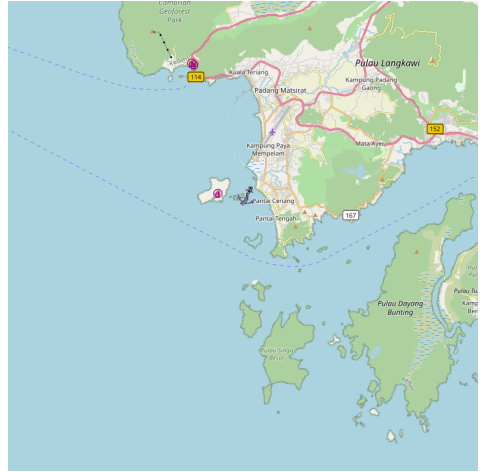 Cambrian
Geoforest
Park
Pulau Langkawi
114
Kuala Teriang
Kampung Padang
Gaong
Padang Matsirat
152
Mata Ayer
Kampung Paya
Mempelam
Pantai Cenang
Pantai Tengah
167
Pulau Dayang
Bunting
Pulau Singa
Besar